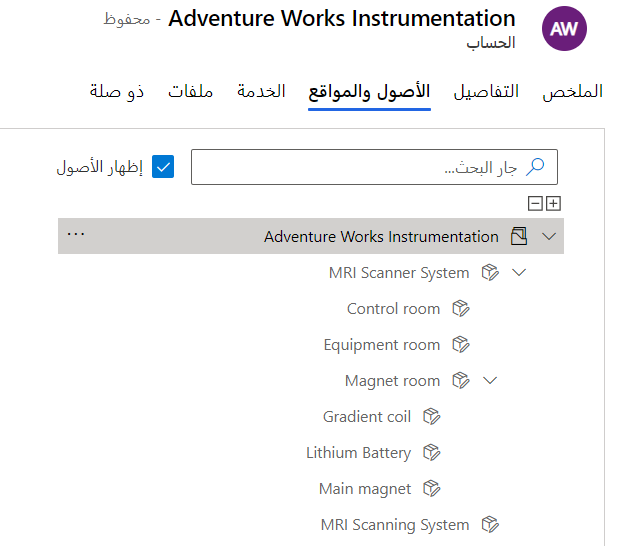 AW
Adventure Works Instrumentation - محفوظ
الحساب
الملخص التفاصيل الأصول والمواقع الخدمة ملفات ذو صلة
جار البحث... إظهار الأصول
Adventure Works Instrumentation ...
MRI Scanner System
Control room
Equipment room
Magnet room
Gradient coil
Lithium Battery
Main magnet
MRI Scanning System